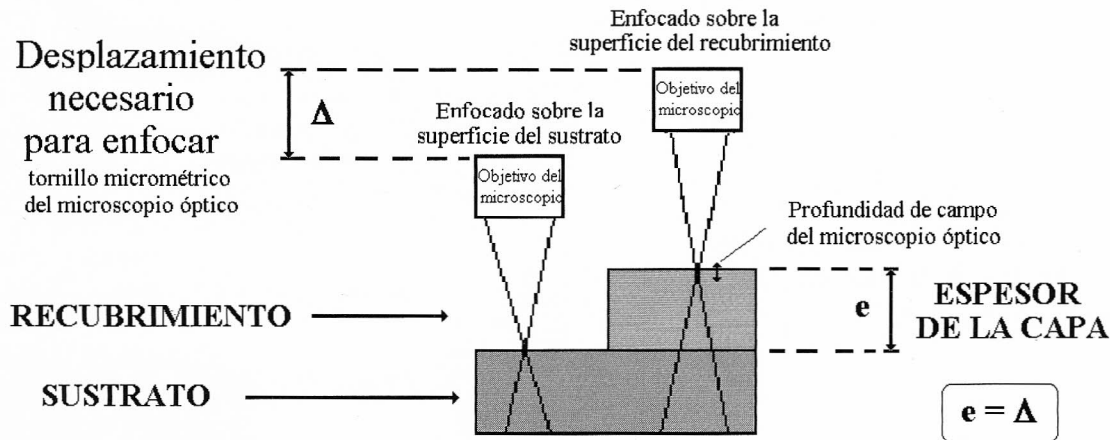 Desplazamiento
necesario
para enfocar
tornillo micrométrico
del microscopio óptico
Δ
Enfocado sobre la
superficie del sustrato
Objetivo del
microscopio
Enfocado sobre la
superficie del recubrimiento
Objetivo del
microscopio
Profundidad de campo
del microscopio óptico
RECUBRIMIENTO
SUSTRATO
e
ESPESOR
DE LA CAPA
e = Δ